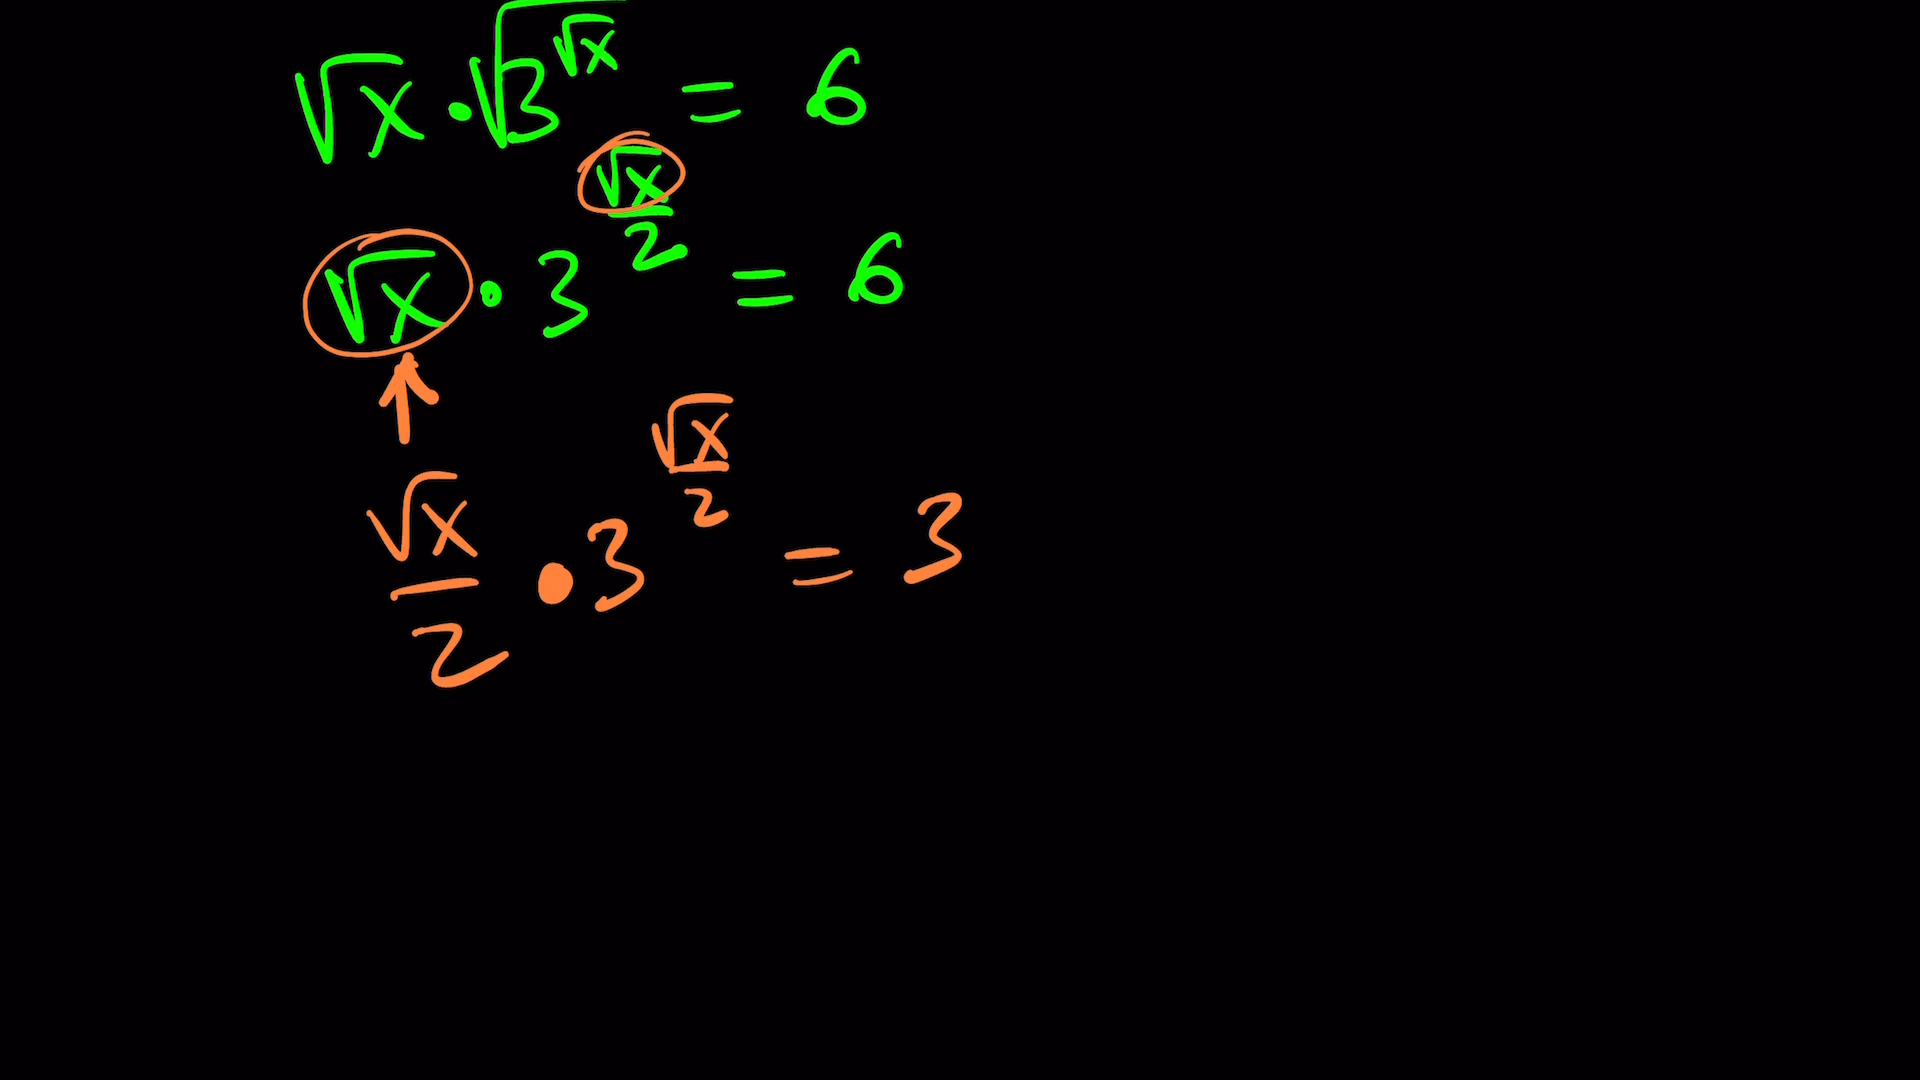 √x · √(3^√x) = 6
√x · 3^(√x/2) = 6
√x/2 · 3^(√x/2) = 3